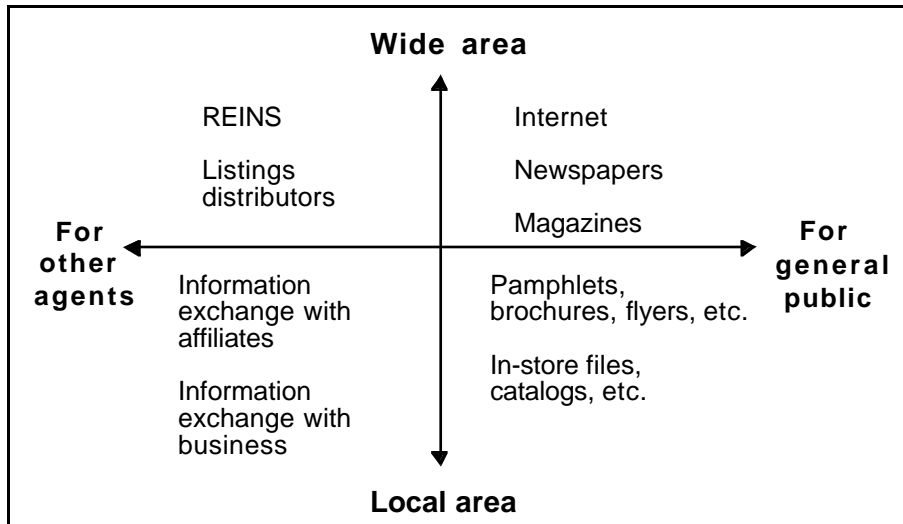 Wide area
REINS
Listings
distributors
Internet
Newspapers
Magazines
For
other
agents
For
general
public
Information
exchange with
affiliates
Information
exchange with
business
Pamphlets,
brochures, flyers, etc.
In-store files,
catalogs, etc.
Local area